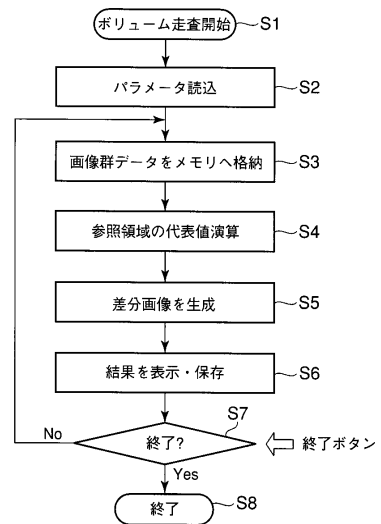 ボリューム走査開始 S1
パラメータ読込 S2
画像群データをメモリへ格納 S3
参照領域の代表値演算 S4
差分画像を生成 S5
結果を表示・保存 S6
S7
No 終了? 終了ボタン
Yes
終了 S8